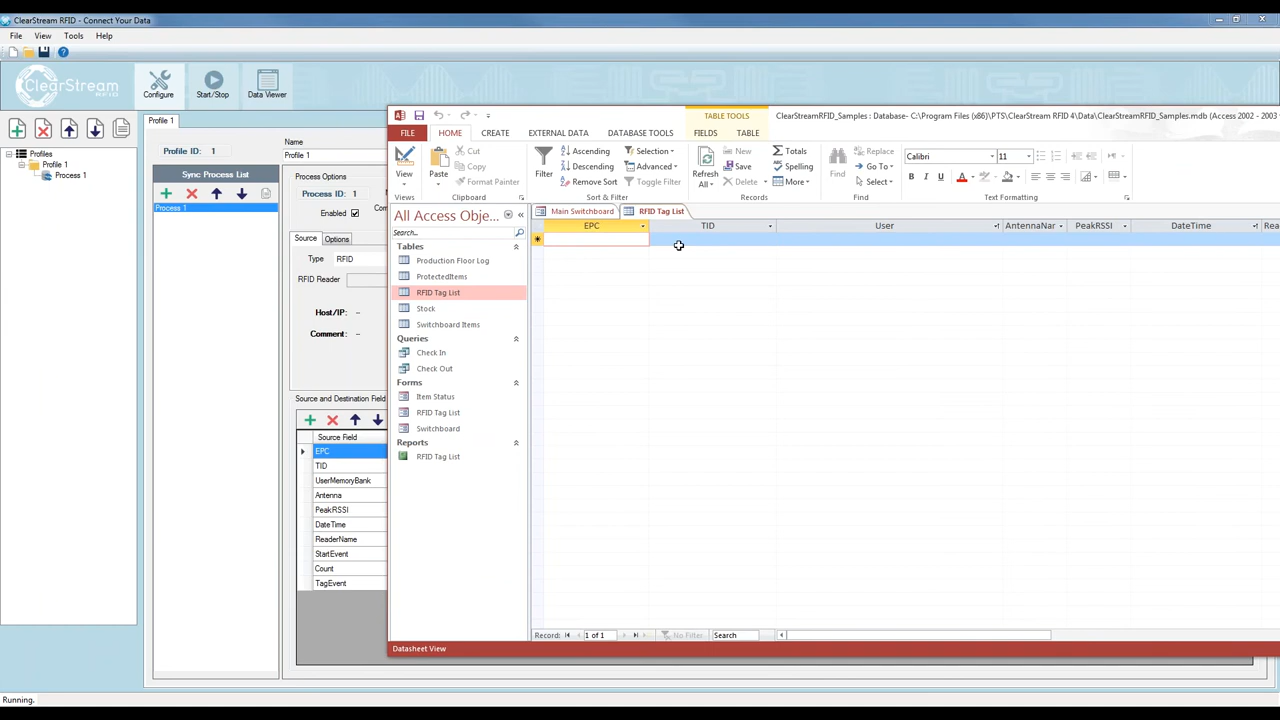 ClearStream RFID - Connect Your Data
File View Tools Help
ClearStream RFID
Configure Start/Stop Data Viewer
Profiles
Profile 1
Process 1
Profile 1
Profile ID: 1
Name
Profile 1
Sync Process List
Process 1
Process Options
Process ID: 1
Enabled
Source Options
Type RFID
RFID Reader
Host/IP: --
Comment: --
Source and Destination Field
Source Field
EPC
TID
UserMemoryBank
Antenna
PeakRSSI
DateTime
ReaderName
StartEvent
Count
TagEvent
TABLE TOOLS
ClearStreamRFID_Samples : Database- C:\Program Files (x86)\PTS\ClearStream RFID 4\Data\ClearStreamRFID_Samples.mdb (Access 2002 - 2003
FILE HOME CREATE EXTERNAL DATA DATABASE TOOLS FIELDS TABLE
View
Paste
Cut
Copy
Format Painter
Clipboard
Filter
Ascending
Descending
Remove Sort
Selection
Advanced
Toggle Filter
Sort & Filter
Refresh All
New
Save
Delete
Totals
Spelling
More
Records
Find
Replace
Go To
Select
Find
Calibri 11
B I U A
Text Formatting
All Access Obje...
Search...
Tables
Production Floor Log
ProtectedItems
RFID Tag List
Stock
Switchboard Items
Queries
Check In
Check Out
Forms
Item Status
RFID Tag List
Switchboard
Reports
RFID Tag List
Main Switchboard RFID Tag List
EPC TID User AntennaNar PeakRSSI DateTime Rea
Record: 1 of 1 No Filter Search
Datasheet View
Running.